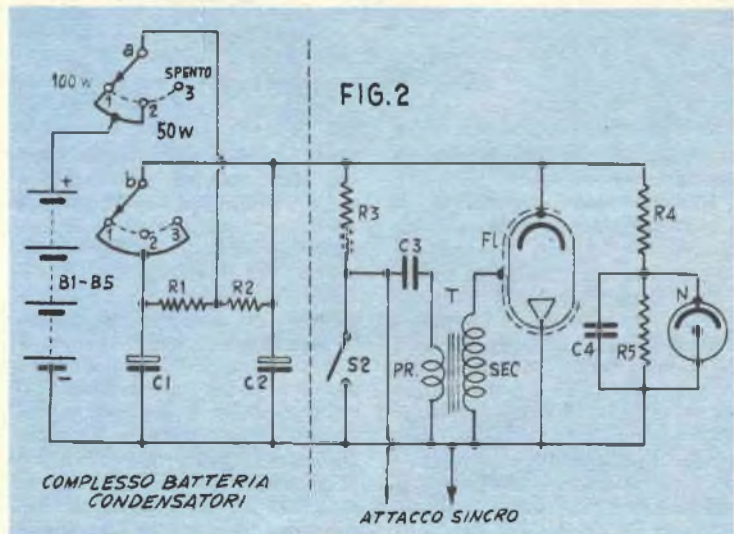 a
100 W
SPENTO
1
2
3
50 W
FIG. 2
+
b
1
2
3
B1-B5
R1
R2
-
C1
C2
R3
C3
S2
T
PR.
SEC
FL
R4
C4
R5
N
COMPLESSO BATTERIA
CONDENSATORI
ATTACCO SINCRO